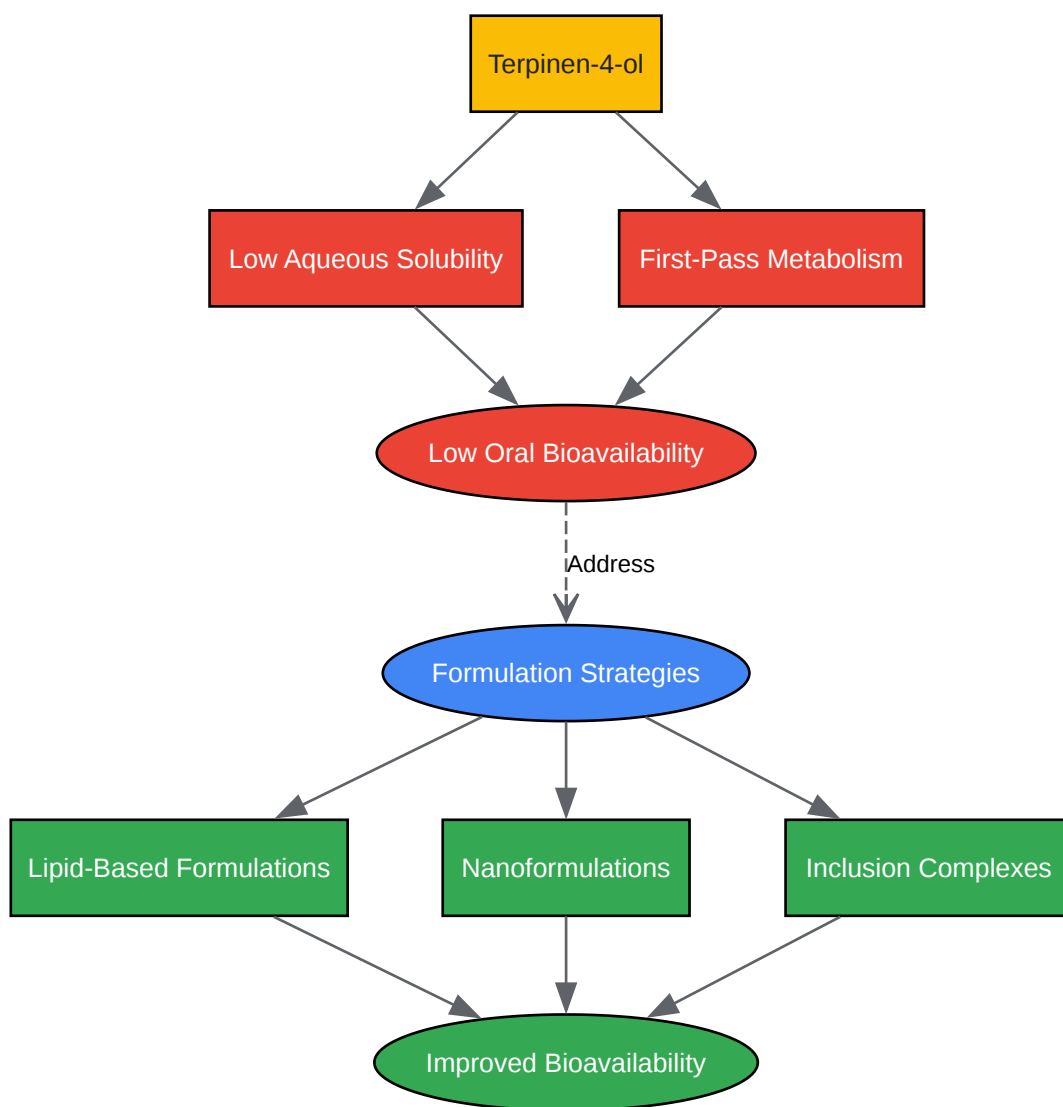 Terpinen-4-ol
Low Aqueous Solubility
First-Pass Metabolism
Low Oral Bioavailability
Address
Formulation Strategies
Lipid-Based Formulations
Nanoformulations
Inclusion Complexes
Improved Bioavailability